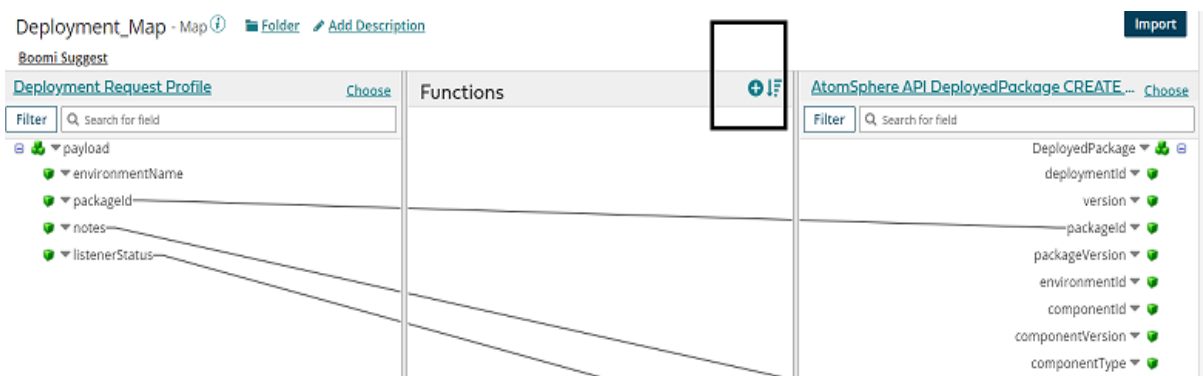 Deployment_Map - Map i Folder Add Description
Import
Boomi Suggest
Deployment Request Profile Choose
Functions
AtomSphere API DeployedPackage CREATE ... Choose
Filter Search for field
Filter Search for field
payload
DeployedPackage
environmentName
deploymentId
version
packageId
notes
packageId
listenerStatus
packageVersion
environmentId
componentId
componentVersion
componentType